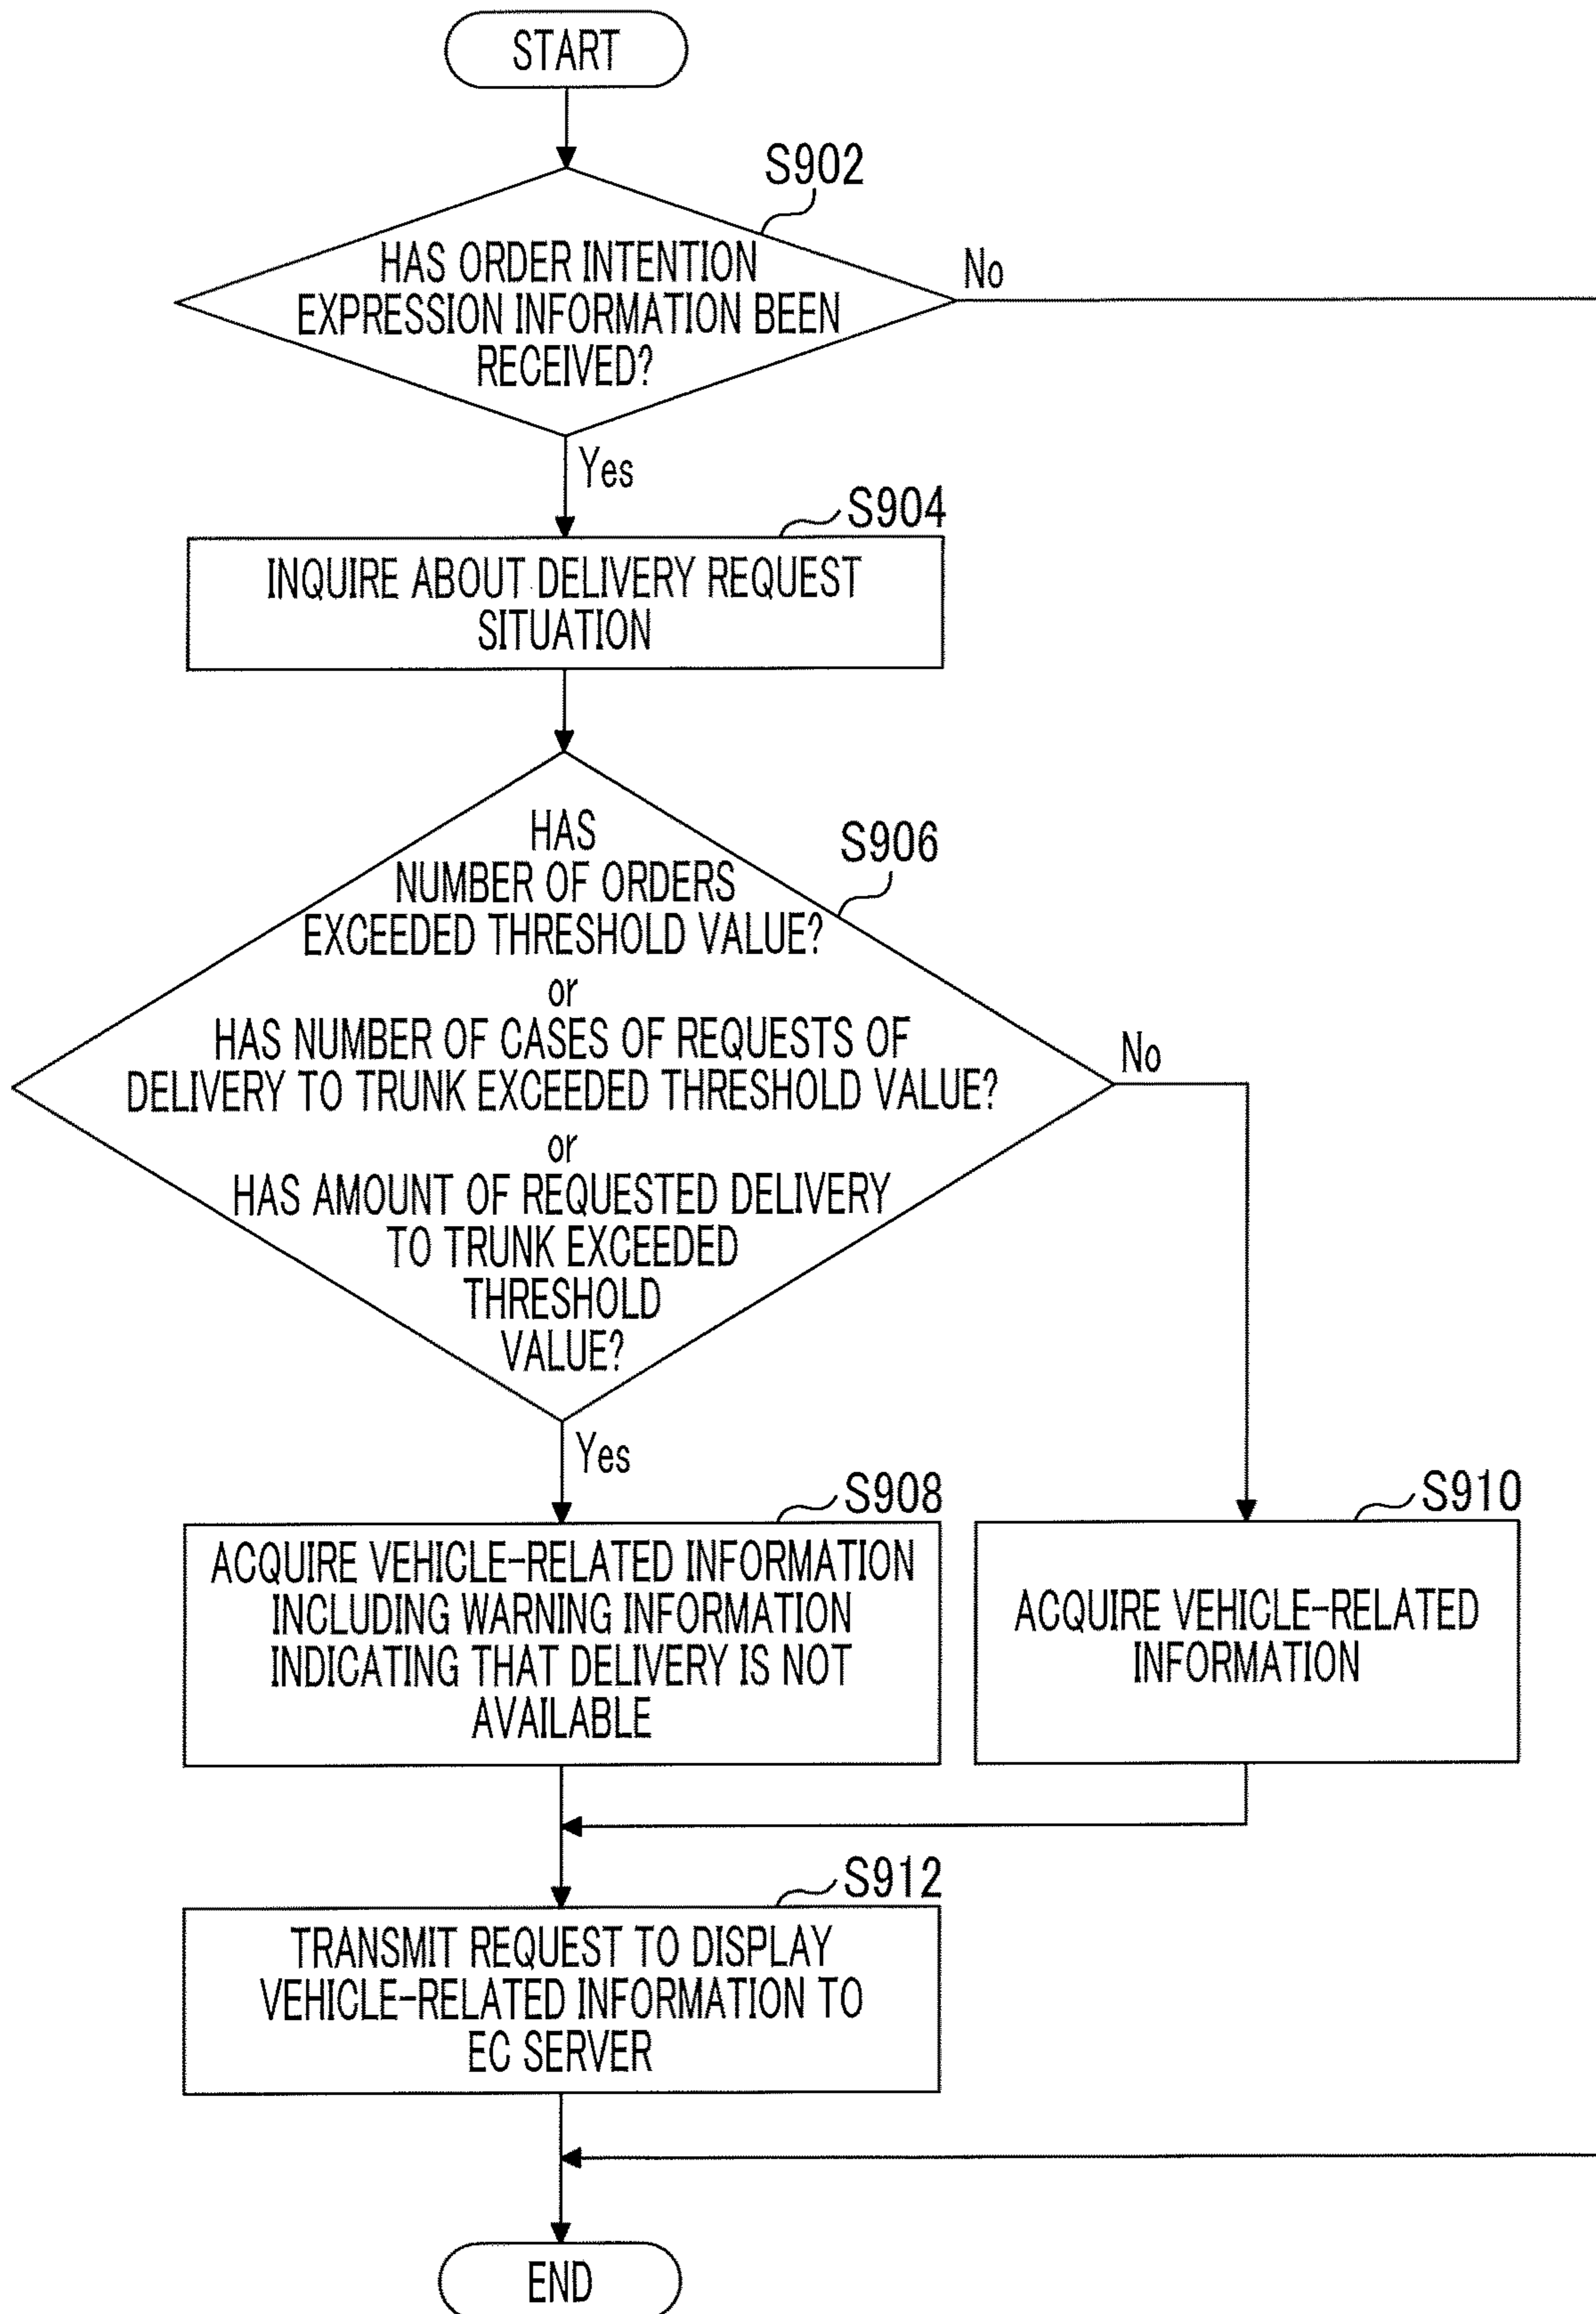 START
S902
HAS ORDER INTENTION
EXPRESSION INFORMATION BEEN
RECEIVED?
No
Yes
S904
INQUIRE ABOUT DELIVERY REQUEST
SITUATION
S906
HAS
NUMBER OF ORDERS
EXCEEDED THRESHOLD VALUE?
or
HAS NUMBER OF CASES OF REQUESTS OF
DELIVERY TO TRUNK EXCEEDED THRESHOLD VALUE?
or
HAS AMOUNT OF REQUESTED DELIVERY
TO TRUNK EXCEEDED
THRESHOLD
VALUE?
No
Yes
S908
ACQUIRE VEHICLE-RELATED INFORMATION
INCLUDING WARNING INFORMATION
INDICATING THAT DELIVERY IS NOT
AVAILABLE
S910
ACQUIRE VEHICLE-RELATED
INFORMATION
S912
TRANSMIT REQUEST TO DISPLAY
VEHICLE-RELATED INFORMATION TO
EC SERVER
END